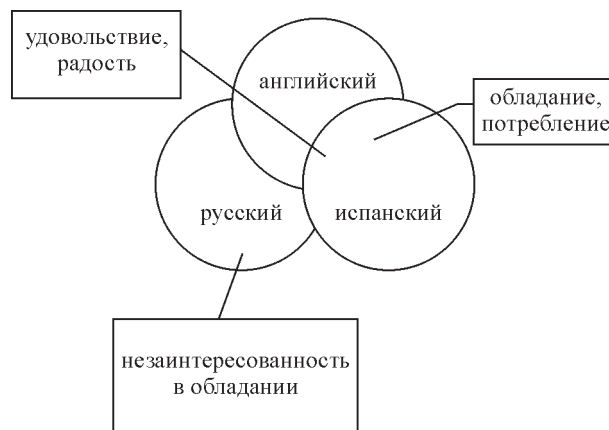 удовольствие,
радость
английский
обладание,
потребление
русский
испанский
незаинтересованность
в обладании